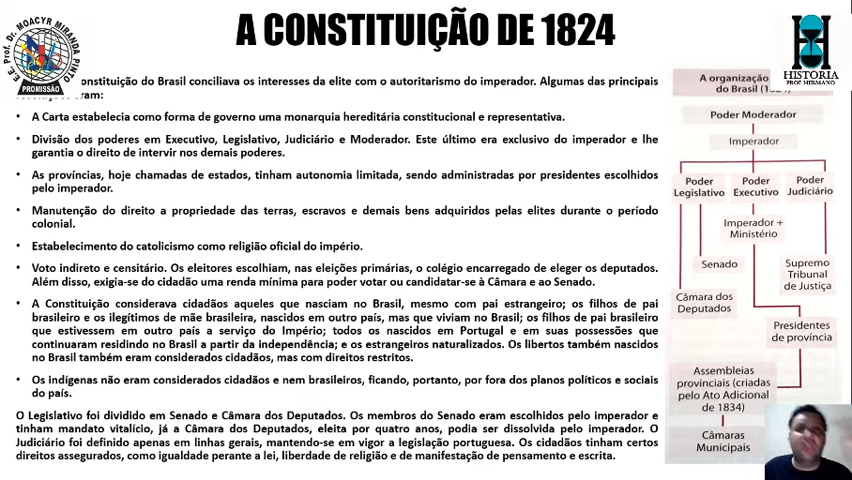 A CONSTITUIÇÃO DE 1824
E.E. Prof. Dr. MOACYR MIRANDA PINTO
PROMISSÃO
HISTORIA
PROF HERMANO
onstituição do Brasil conciliava os interesses da elite com o autoritarismo do imperador. Algumas das principais
eram:
• A Carta estabelecia como forma de governo uma monarquia hereditária constitucional e representativa.
• Divisão dos poderes em Executivo, Legislativo, Judiciário e Moderador. Este último era exclusivo do imperador e lhe
garantia o direito de intervir nos demais poderes.
• As províncias, hoje chamadas de estados, tinham autonomia limitada, sendo administradas por presidentes escolhidos
pelo imperador.
• Manutenção do direito a propriedade das terras, escravos e demais bens adquiridos pelas elites durante o período
colonial.
• Estabelecimento do catolicismo como religião oficial do império.
• Voto indireto e censitário. Os eleitores escolhiam, nas eleições primárias, o colégio encarregado de eleger os deputados.
Além disso, exigia-se do cidadão uma renda mínima para poder votar ou candidatar-se à Câmara e ao Senado.
• A Constituição considerava cidadãos aqueles que nasciam no Brasil, mesmo com pai estrangeiro; os filhos de pai
brasileiro e os ilegítimos de mãe brasileira, nascidos em outro país, mas que viviam no Brasil; os filhos de pai brasileiro
que estivessem em outro país a serviço do Império; todos os nascidos em Portugal e em suas possessões que
continuaram residindo no Brasil a partir da independência; e os estrangeiros naturalizados. Os libertos também nascidos
no Brasil também eram considerados cidadãos, mas com direitos restritos.
• Os indígenas não eram considerados cidadãos e nem brasileiros, ficando, portanto, por fora dos planos políticos e sociais
do país.
O Legislativo foi dividido em Senado e Câmara dos Deputados. Os membros do Senado eram escolhidos pelo imperador e
tinham mandato vitalício, já a Câmara dos Deputados, eleita por quatro anos, podia ser dissolvida pelo imperador. O
Judiciário foi definido apenas em linhas gerais, mantendo-se em vigor a legislação portuguesa. Os cidadãos tinham certos
direitos assegurados, como igualdade perante a lei, liberdade de religião e de manifestação de pensamento e escrita.
A organização
do Brasil
Poder Moderador
Imperador
Poder
Legislativo
Poder
Executivo
Poder
Judiciário
Imperador +
Ministério
Senado
Supremo
Tribunal
de Justiça
Câmara dos
Deputados
Presidentes
de província
Assembleias
provinciais (criadas
pelo Ato Adicional
de 1834)
Câmaras
Municipais